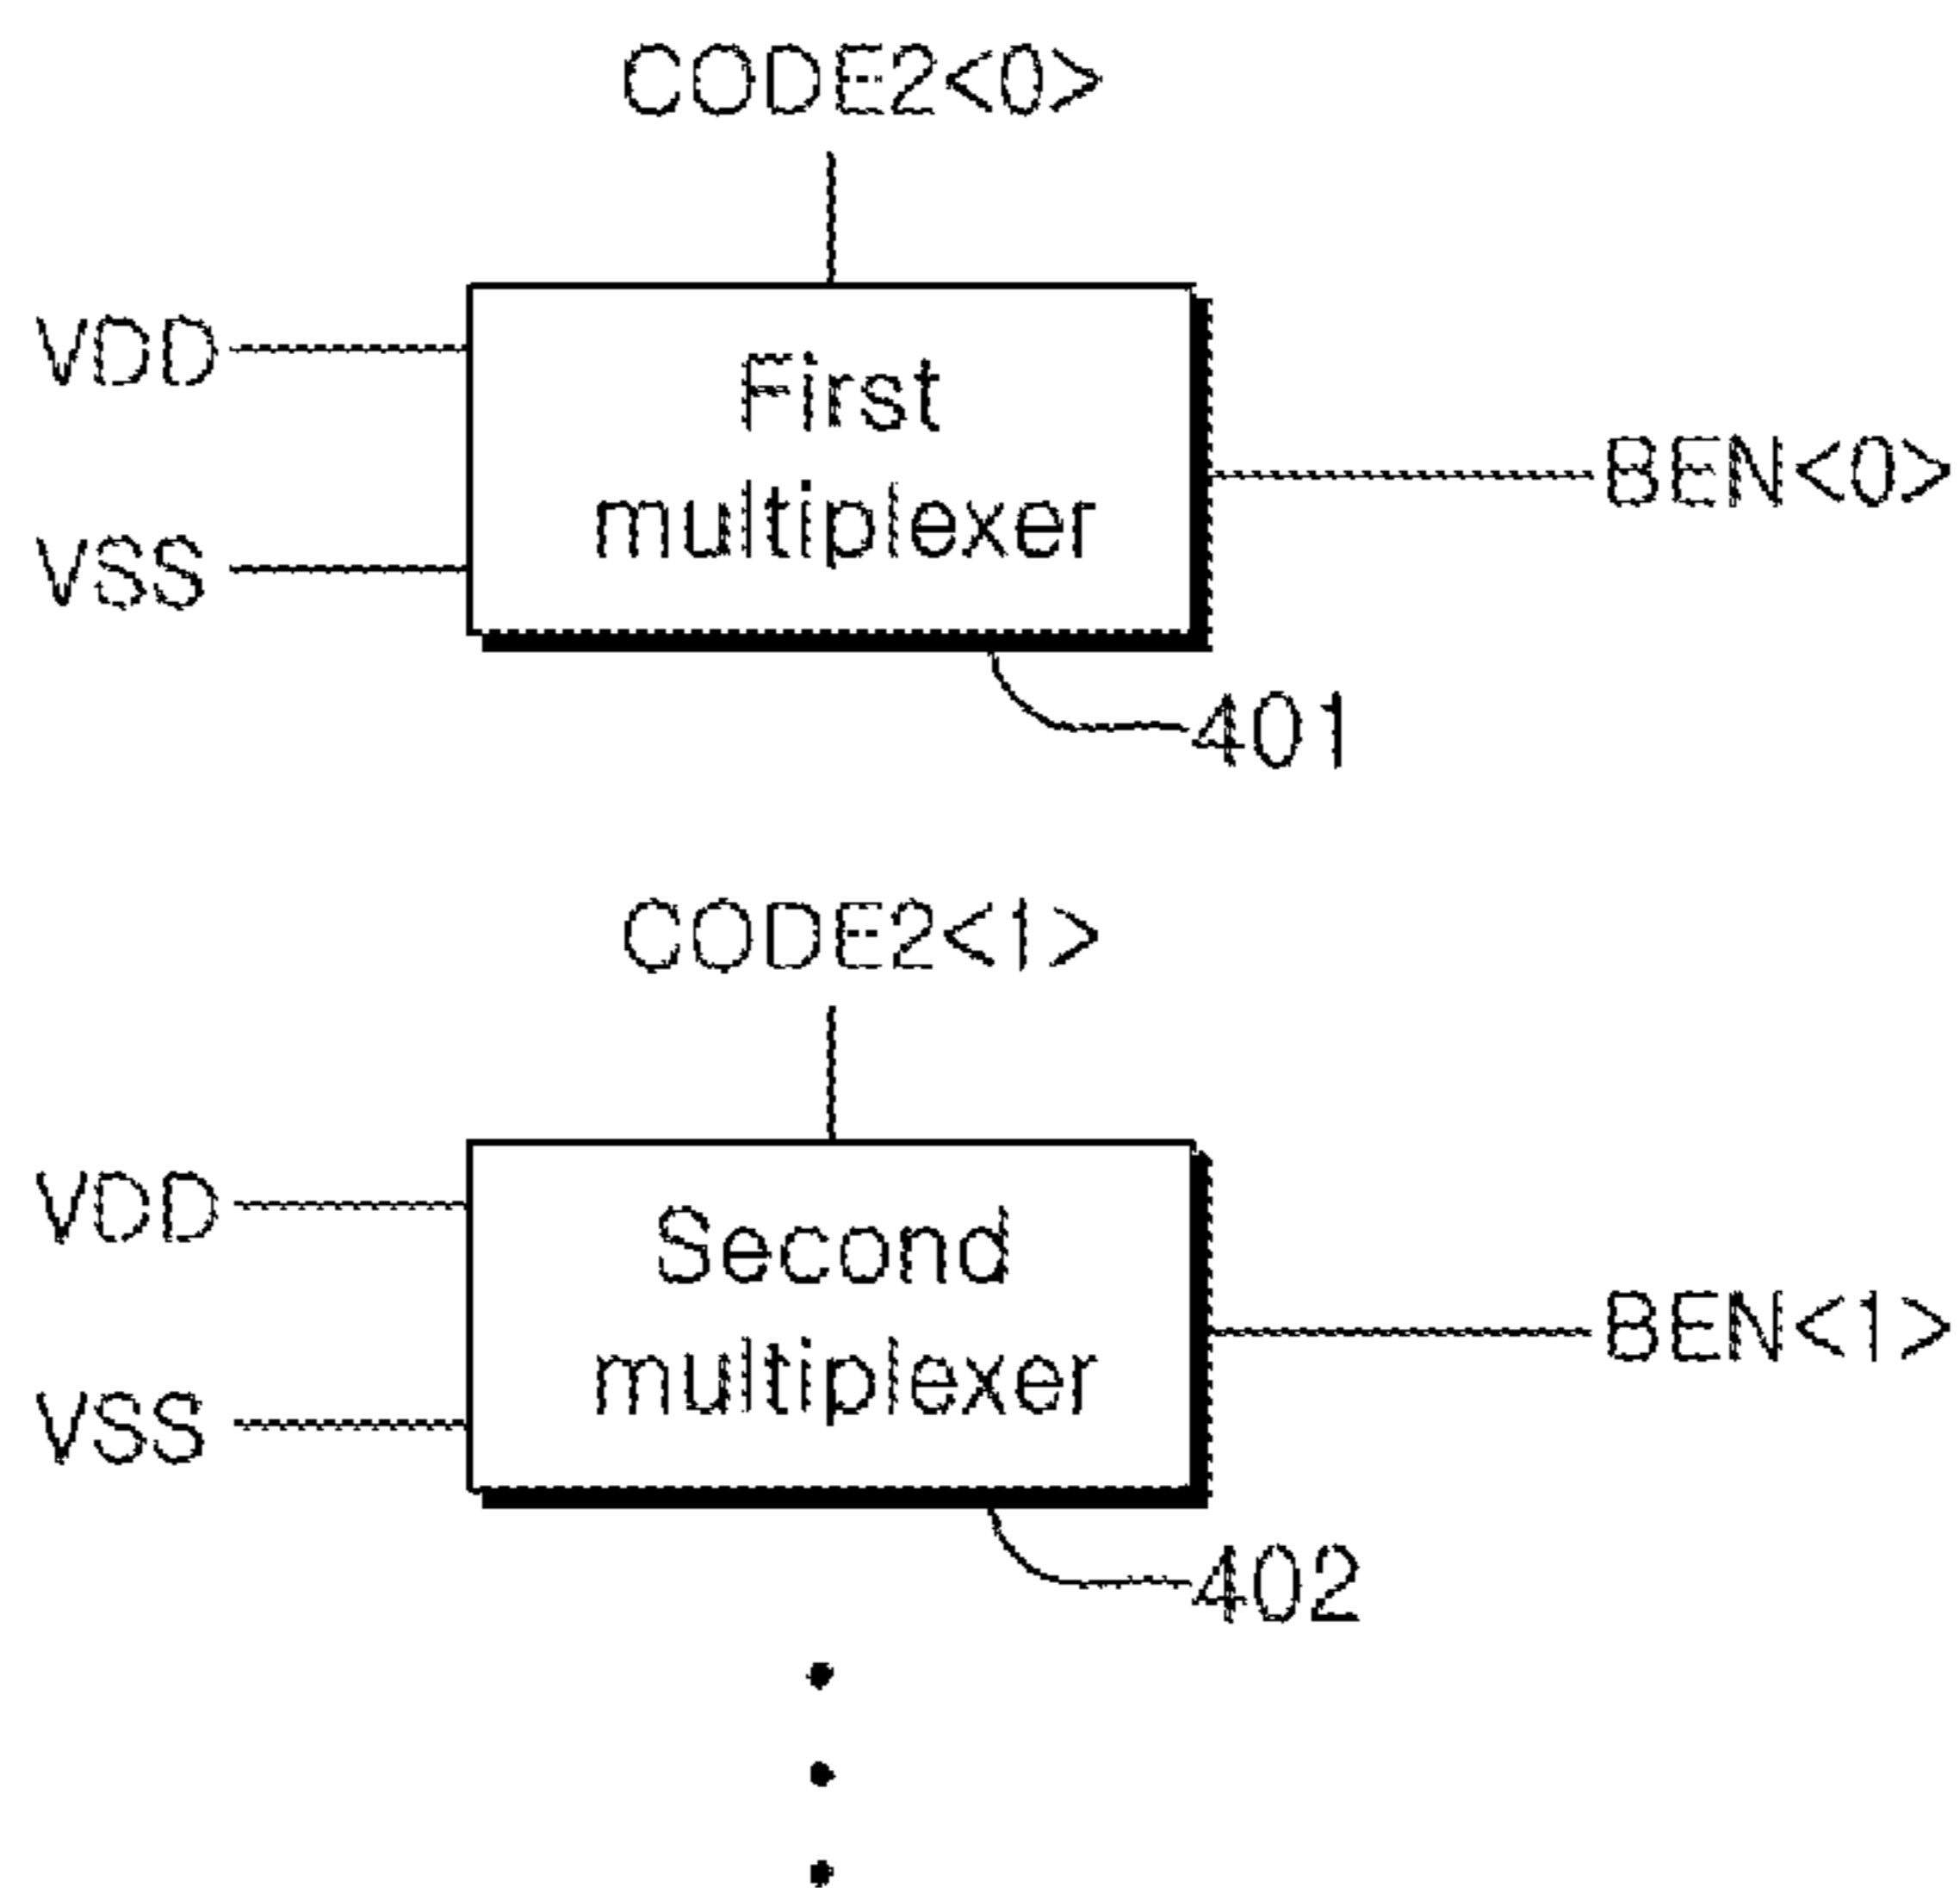 CODE2<0>
VDD
First
multiplexer
VSS
BEN<0>
401
CODE2<1>
VDD
Second
multiplexer
VSS
BEN<1>
402